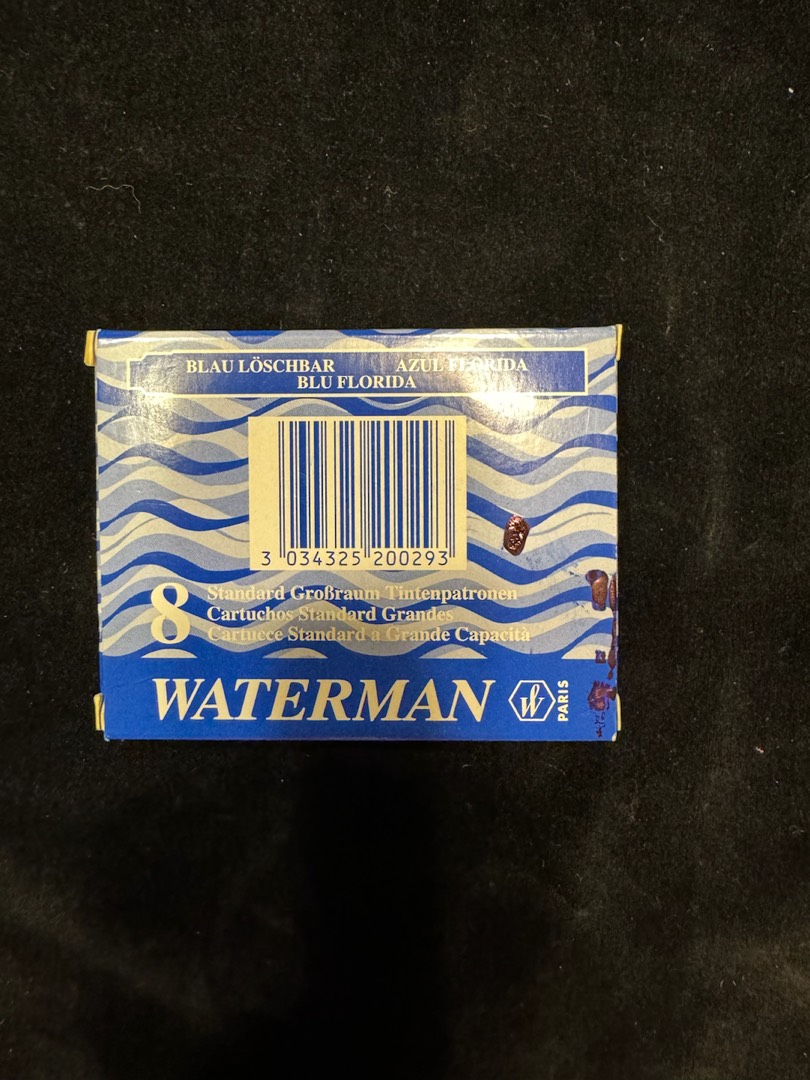 BLAU LÖSCHBAR AZUL FLORIDA
BLU FLORIDA
3 034325 200293
8 Standard Großraum Tintenpatronen
Cartuchos Standard Grandes
Cartucce Standard a Grande Capacità
WATERMAN W PARIS